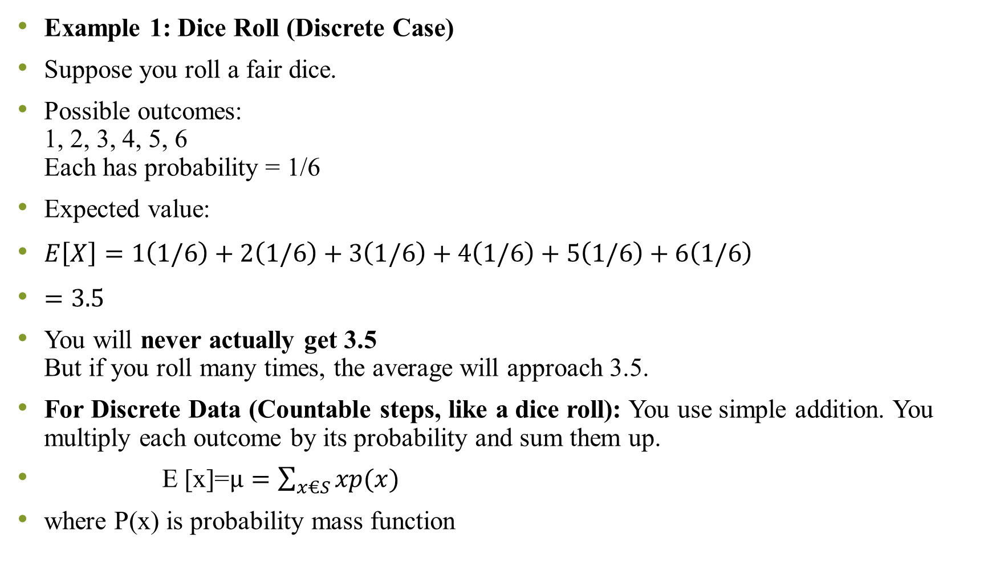 • Example 1: Dice Roll (Discrete Case)
• Suppose you roll a fair dice.
• Possible outcomes:
1, 2, 3, 4, 5, 6
Each has probability = 1/6
• Expected value:
• E[X] = 1(1/6) + 2(1/6) + 3(1/6) + 4(1/6) + 5(1/6) + 6(1/6)
• = 3.5
• You will never actually get 3.5
But if you roll many times, the average will approach 3.5.
• For Discrete Data (Countable steps, like a dice roll): You use simple addition. You
multiply each outcome by its probability and sum them up.
• E [x]=μ = ∑x€S xp(x)
• where P(x) is probability mass function